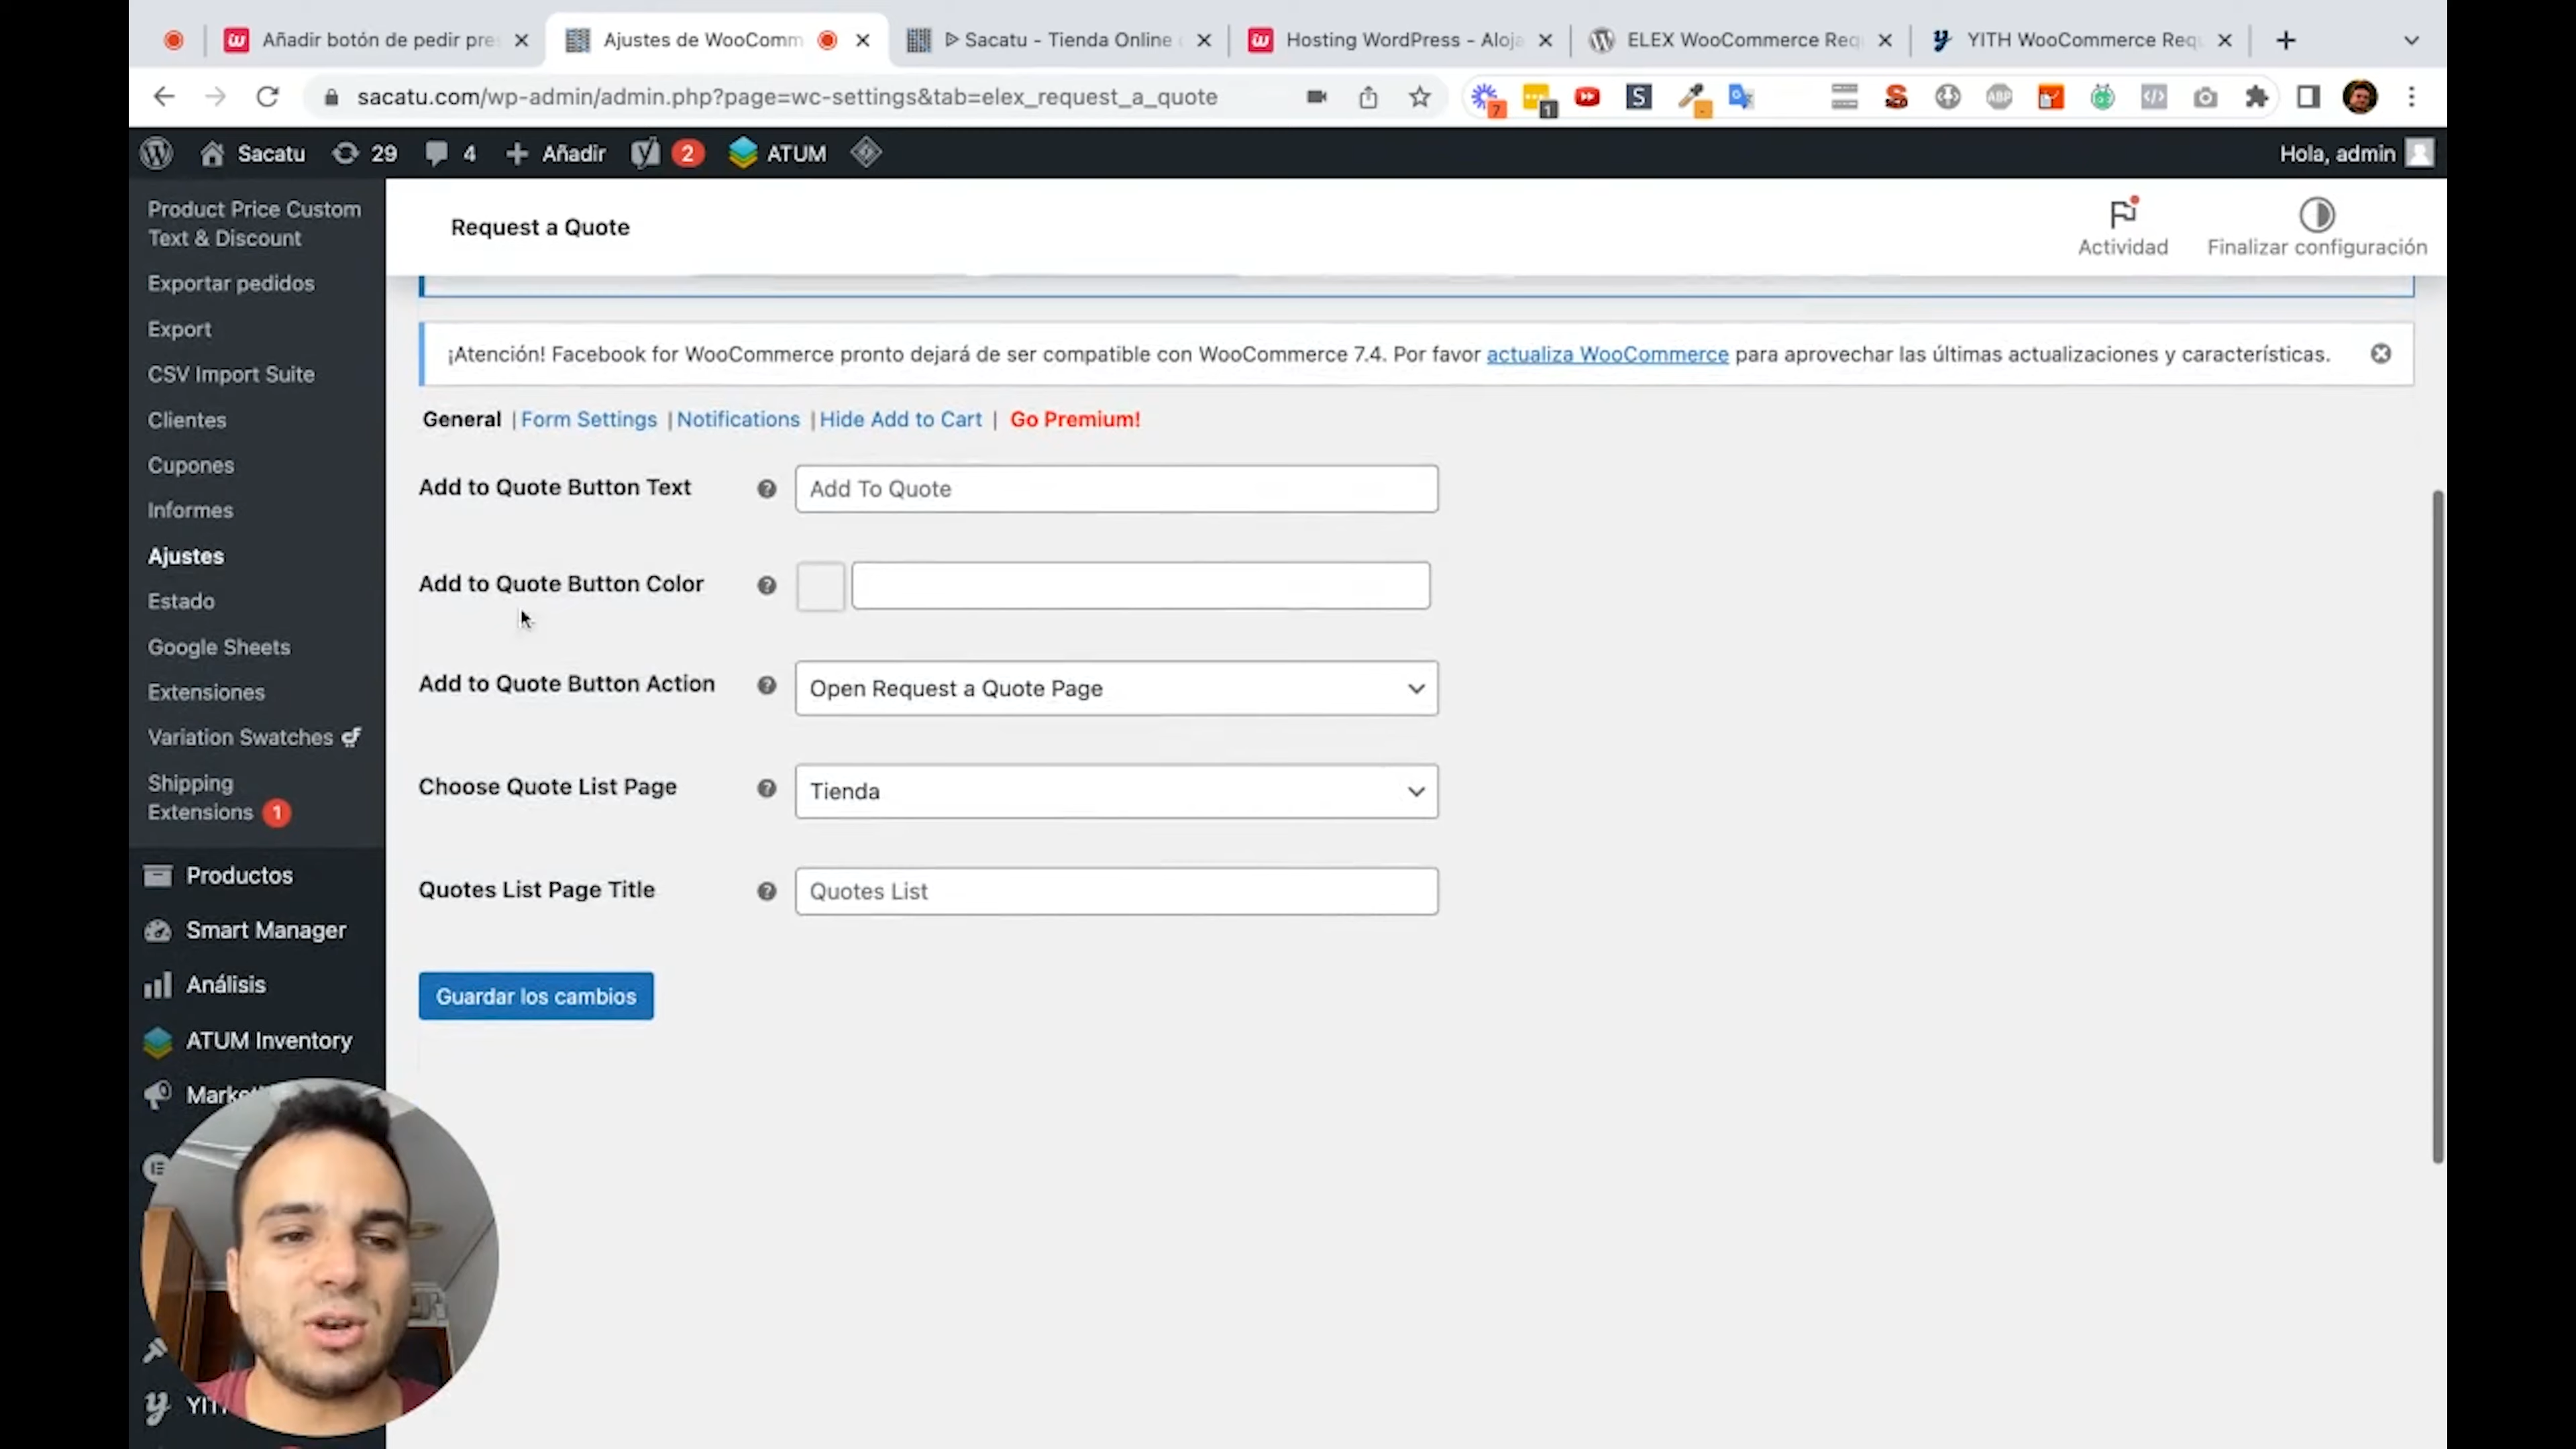 Añadir botón de pedir pre
Ajustes de WooComm
Sacatu - Tienda Online
Hosting WordPress - Aloja
ELEX WooCommerce Req
YITH WooCommerce Req
sacatu.com/wp-admin/admin.php?page=wc-settings&tab=elex_request_a_quote
7
1
S
ABP
Sacatu
29
4
Añadir
2
ATUM
Hola, admin
Product Price Custom
Text & Discount
Exportar pedidos
Export
CSV Import Suite
Clientes
Cupones
Informes
Ajustes
Estado
Google Sheets
Extensiones
Variation Swatches
Shipping
Extensions 1
Productos
Smart Manager
Análisis
ATUM Inventory
Marke
YIT
Request a Quote
Actividad
Finalizar configuración
¡Atención! Facebook for WooCommerce pronto dejará de ser compatible con WooCommerce 7.4. Por favor actualiza WooCommerce para aprovechar las últimas actualizaciones y características.
General | Form Settings | Notifications | Hide Add to Cart | Go Premium!
Add to Quote Button Text
Add To Quote
Add to Quote Button Color
Add to Quote Button Action
Open Request a Quote Page
Choose Quote List Page
Tienda
Quotes List Page Title
Quotes List
Guardar los cambios